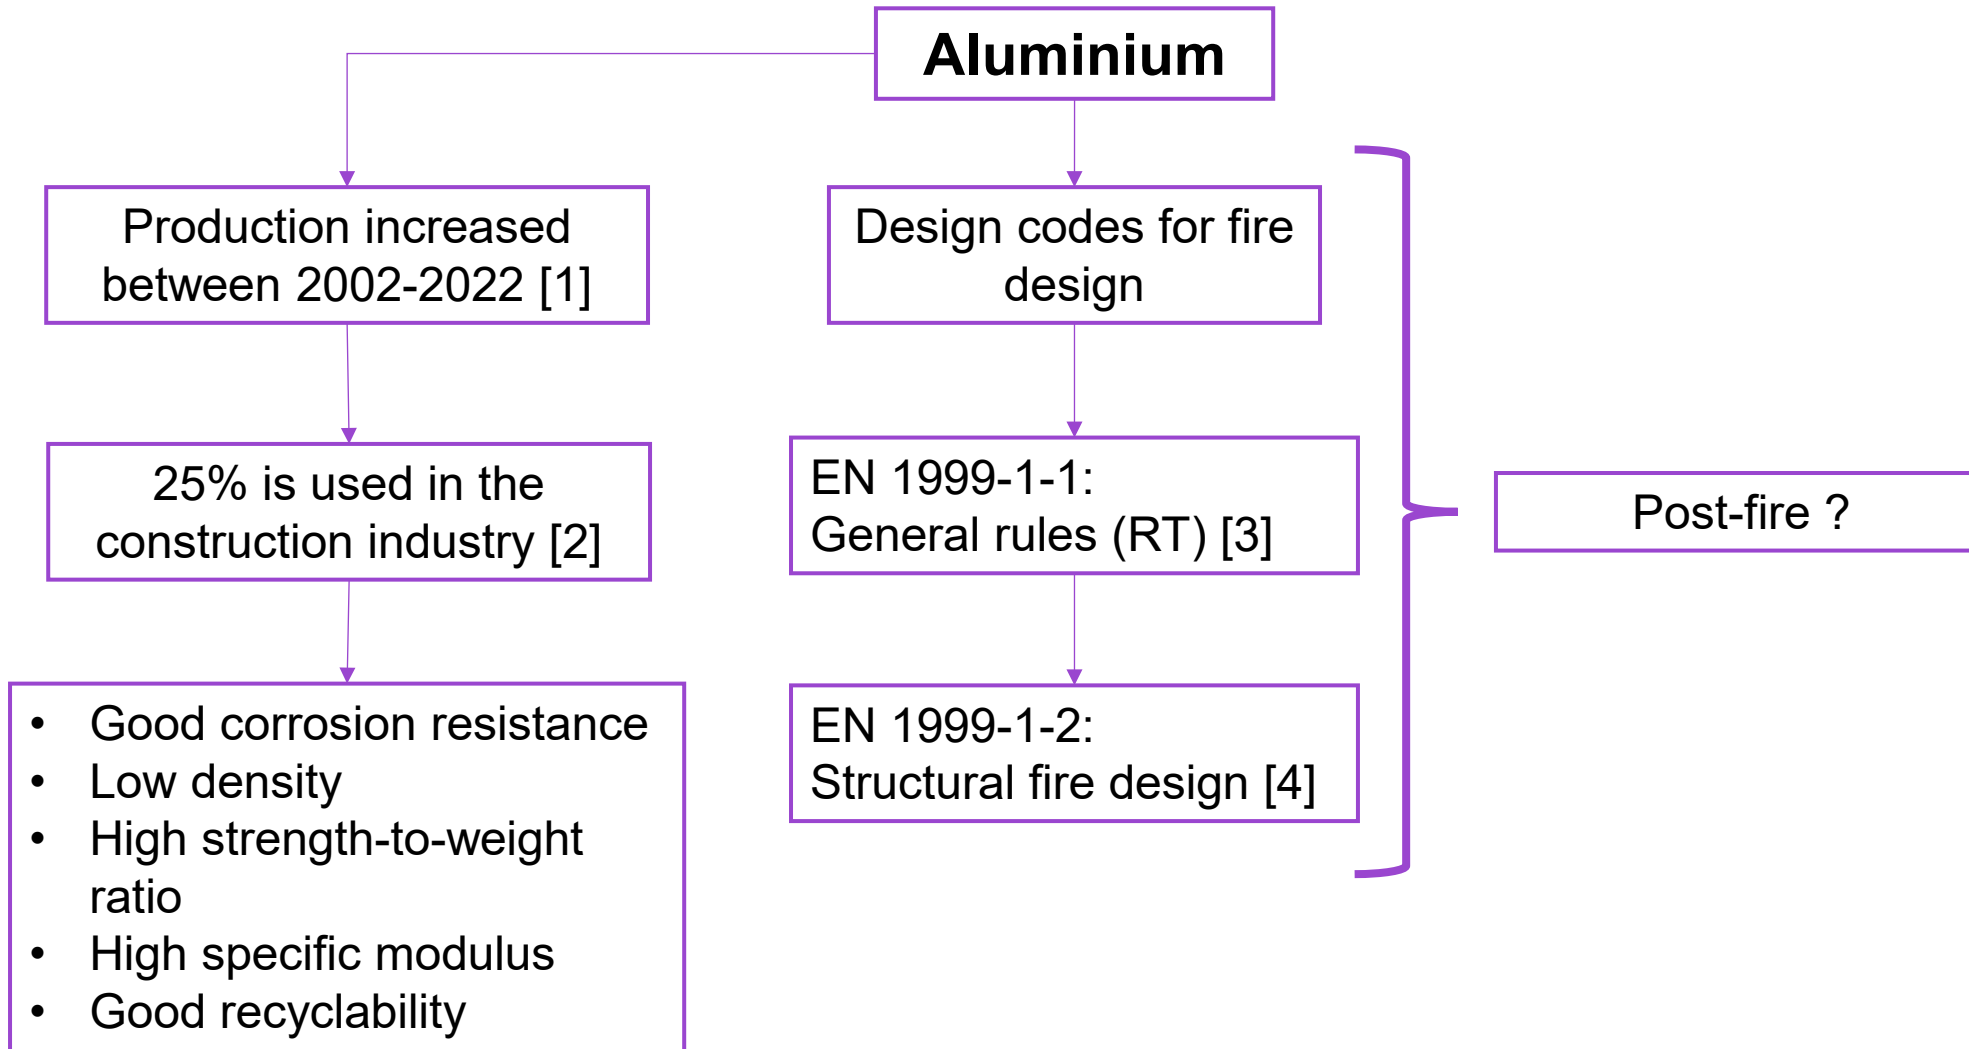 Aluminium
Production increased
between 2002-2022 [1]
25% is used in the
construction industry [2]
• Good corrosion resistance
• Low density
• High strength-to-weight
ratio
• High specific modulus
• Good recyclability
Design codes for fire
design
EN 1999-1-1:
General rules (RT) [3]
EN 1999-1-2:
Structural fire design [4]
Post-fire ?